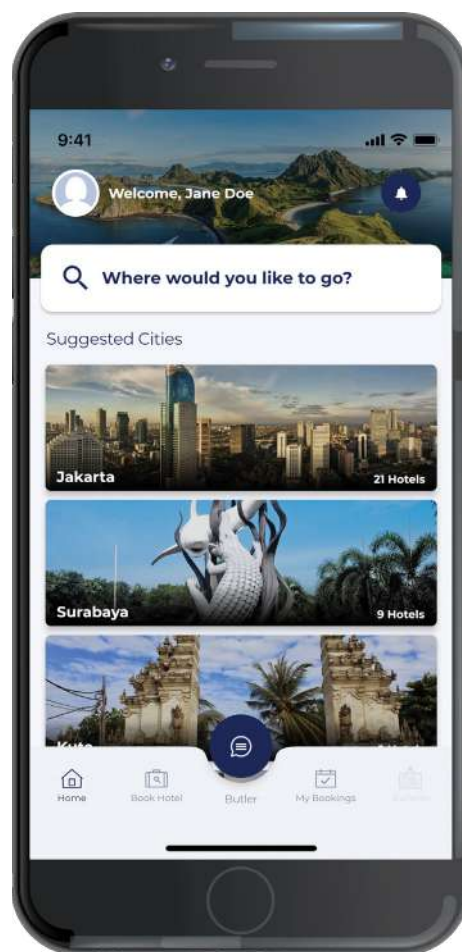 9:41
Welcome, Jane Doe
Where would you like to go?
Suggested Cities
Jakarta
21 Hotels
Surabaya
9 Hotels
Kuta
Home
Book Hotel
Butler
My Bookings